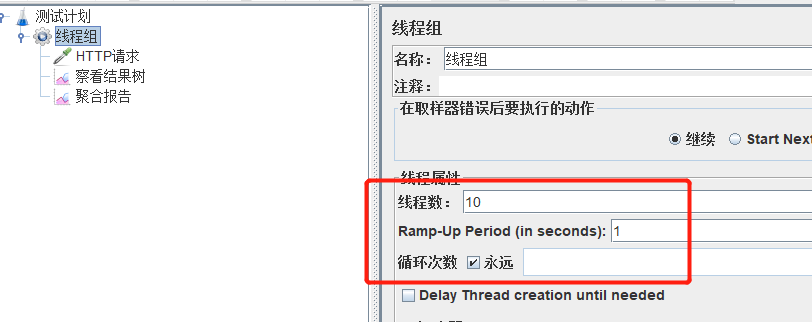 测试计划
线程组
HTTP请求
察看结果树
聚合报告
线程组
名称： 线程组
注释：
在取样器错误后要执行的动作
继续 Start Next
线程属性
线程数： 10
Ramp-Up Period (in seconds): 1
循环次数 永远
Delay Thread creation until needed